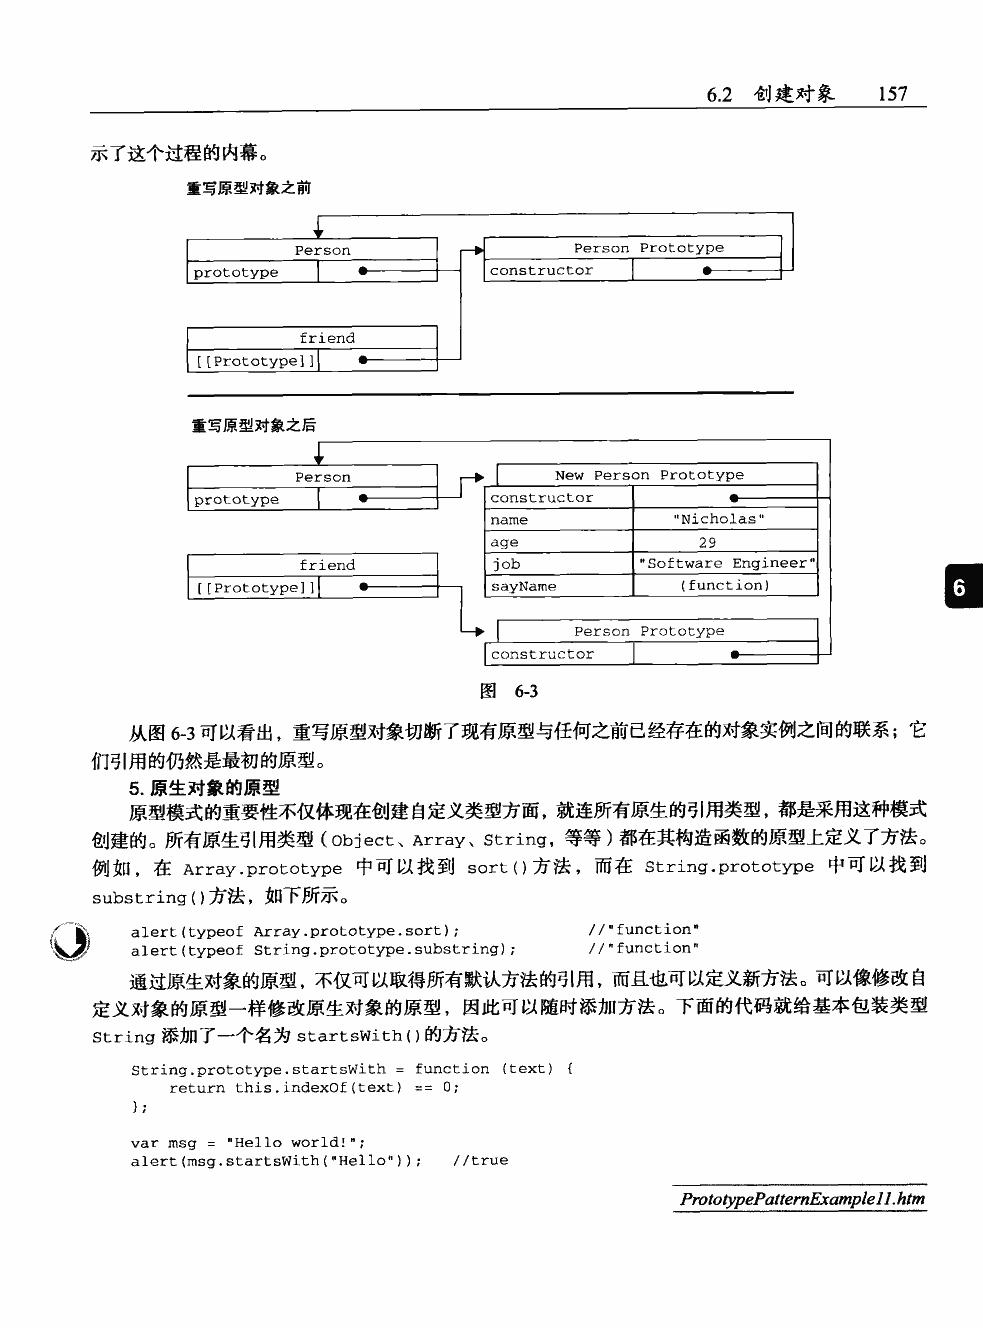 6.2 创建对象 157
示了这个过程的内幕。
重写原型对象之前
Person
prototype
Person Prototype
constructor
friend
[[Prototype]]
重写原型对象之后
Person
prototype
New Person Prototype
constructor
name "Nicholas"
age 29
job "Software Engineer"
sayName (function)
friend
[[Prototype]]
6
Person Prototype
constructor
图 6-3
从图 6-3 可以看出，重写原型对象切断了现有原型与任何之前已经存在的对象实例之间的联系；它
们引用的仍然是最初的原型。
5. 原生对象的原型
原型模式的重要性不仅体现在创建自定义类型方面，就连所有原生的引用类型，都是采用这种模式
创建的。所有原生引用类型（Object、Array、String，等等）都在其构造函数的原型上定义了方法。
例如，在 Array.prototype 中可以找到 sort()方法，而在 String.prototype 中可以找到
substring()方法，如下所示。
alert(typeof Array.prototype.sort); //"function"
alert(typeof String.prototype.substring); //"function"
通过原生对象的原型，不仅可以取得所有默认方法的引用，而且也可以定义新方法。可以像修改自
定义对象的原型一样修改原生对象的原型，因此可以随时添加方法。下面的代码就给基本包装类型
String 添加了一个名为 startsWith()的方法。
String.prototype.startsWith = function (text) {
return this.indexOf(text) == 0;
};
var msg = "Hello world!";
alert(msg.startsWith("Hello")); //true
PrototypePatternExample11.htm